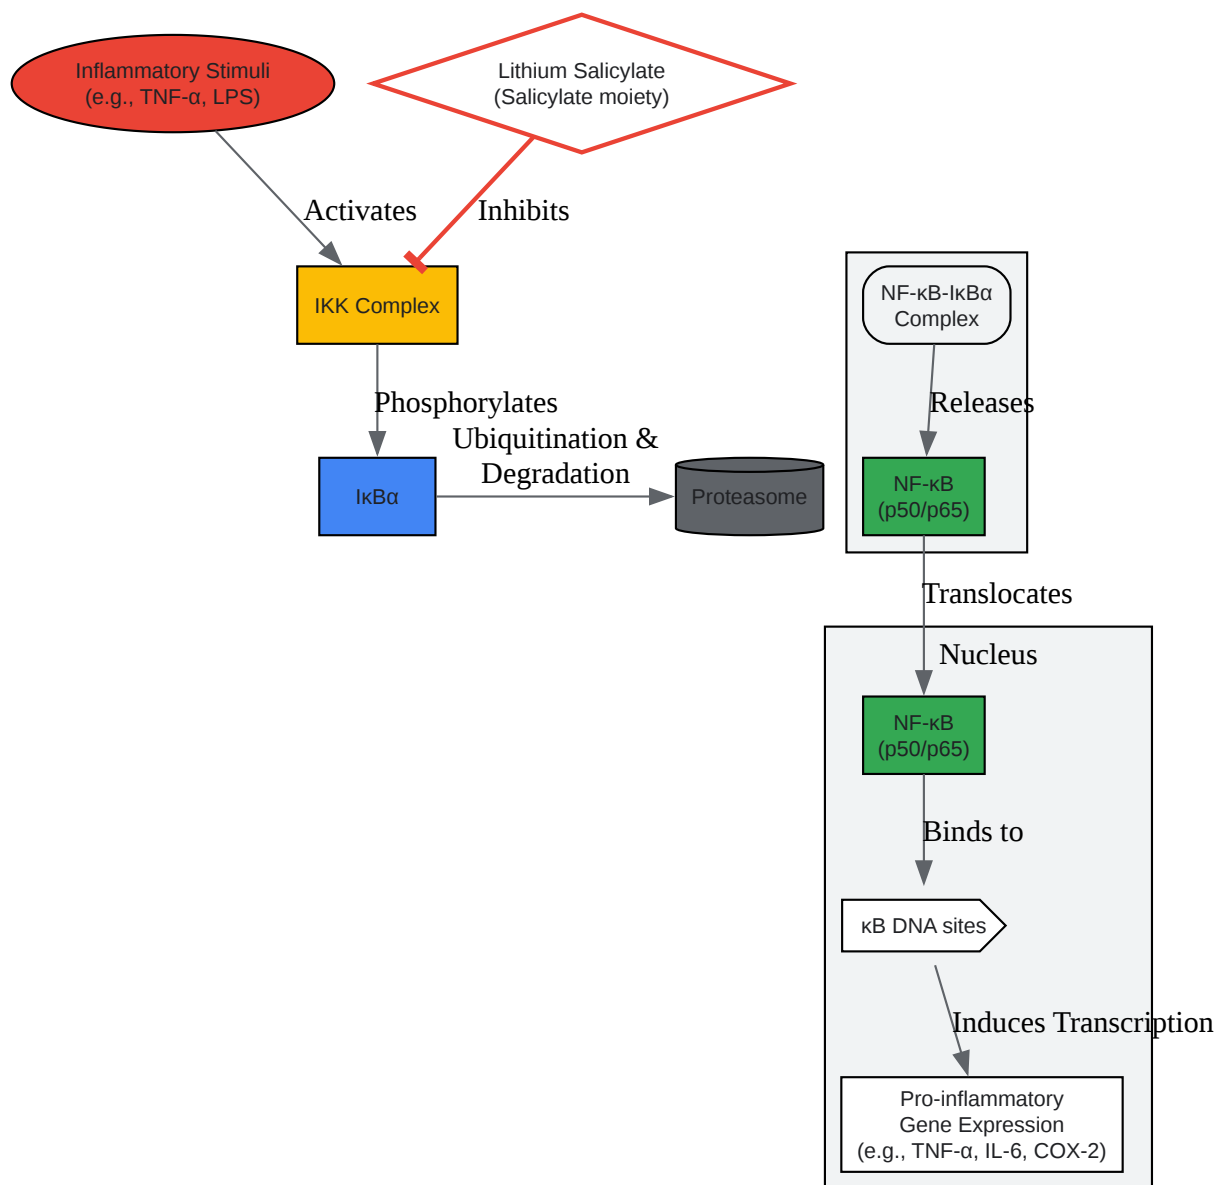 Inflammatory Stimuli
(e.g., TNF-α, LPS)
Lithium Salicylate
(Salicylate moiety)
Activates
Inhibits
IKK Complex
NF-κB-IκBα
Complex
Phosphorylates
Releases
Ubiquitination &
Degradation
IκBα
Proteasome
NF-κB
(p50/p65)
Translocates
Nucleus
NF-κB
(p50/p65)
Binds to
κB DNA sites
Induces Transcription
Pro-inflammatory
Gene Expression
(e.g., TNF-α, IL-6, COX-2)